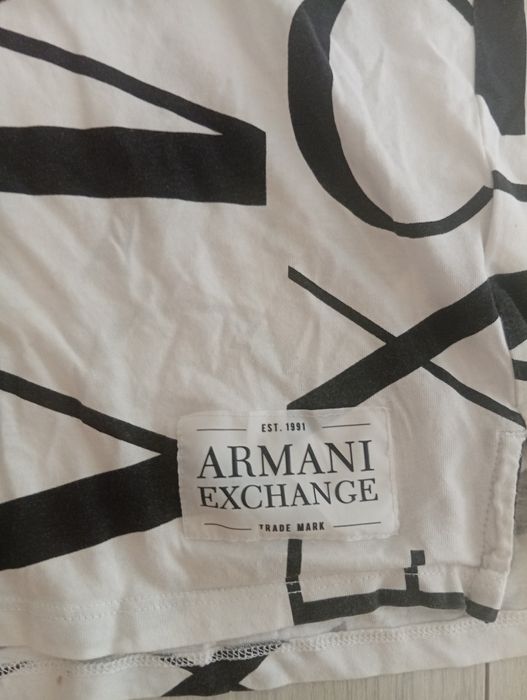 EST. 1991
ARMANI
EXCHANGE
TRADE MARK